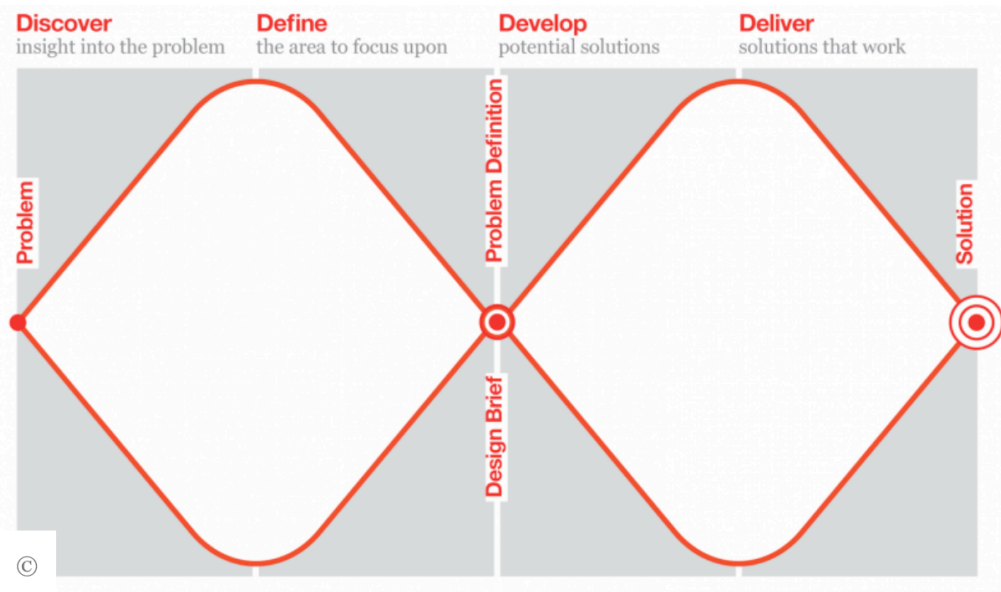 Discover
insight into the problem
Define
the area to focus upon
Develop
potential solutions
Deliver
solutions that work
Problem
Problem Definition
Design Brief
Solution
©